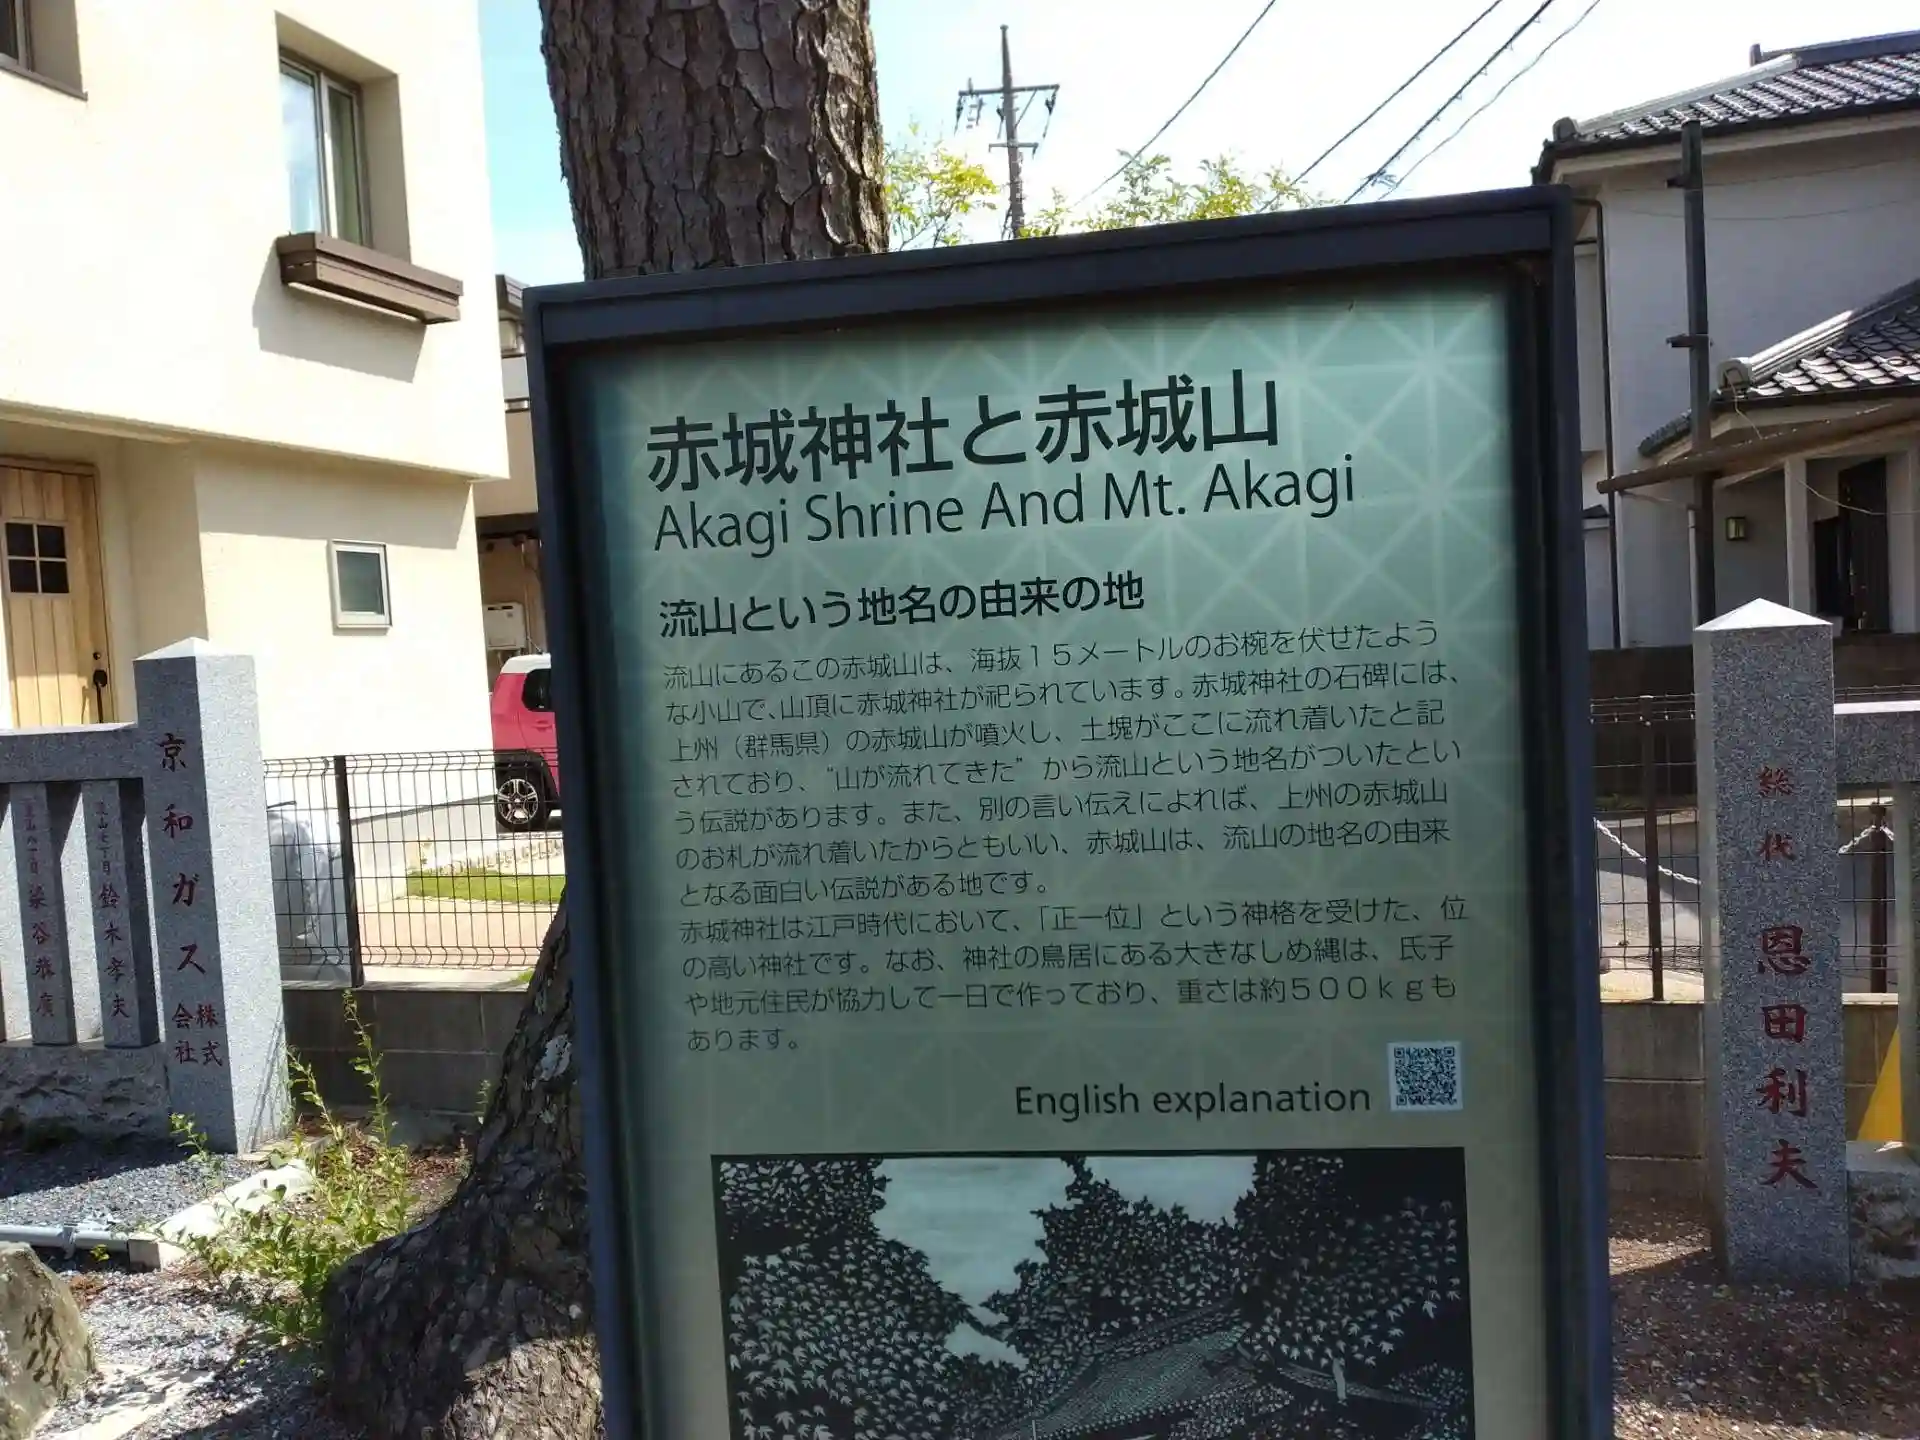 赤城神社と赤城山
Akagi Shrine And Mt. Akagi
流山という地名の由来の地
流山にあるこの赤城山は、海抜１５メートルのお椀を伏せたよう
な小山で、山頂に赤城神社が祀られています。赤城神社の石碑には、
上州（群馬県）の赤城山が噴火し、土塊がここに流れ着いたと記
されており、“山が流れてきた”から流山という地名がついたとい
う伝説があります。また、別の言い伝えによれば、上州の赤城山
のお札が流れ着いたからともいい、赤城山は、流山の地名の由来
となる面白い伝説がある地です。
赤城神社は江戸時代において、「正一位」という神格を受けた、位
の高い神社です。なお、神社の鳥居にある大きなしめ縄は、氏子
や地元住民が協力して一日で作っており、重さは約５００ｋｇも
あります。
English explanation
京和ガス株式会社
鈴木孝夫
総代 恩田利夫